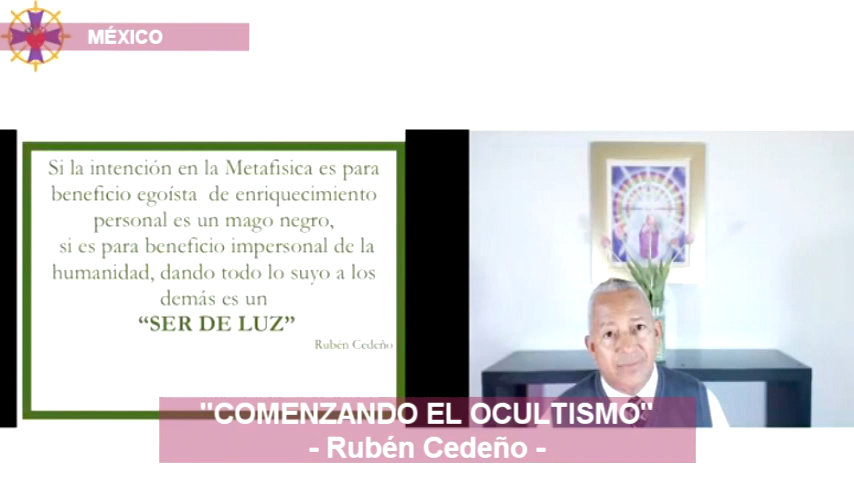 MÉXICO
Si la intención en la Metafisica es para
beneficio egoísta de enriquecimiento
personal es un mago negro,
si es para beneficio impersonal de la
humanidad, dando todo lo suyo a los
demás es un
“SER DE LUZ”
Rubén Cedeño
"COMENZANDO EL OCULTISMO"
- Rubén Cedeño -